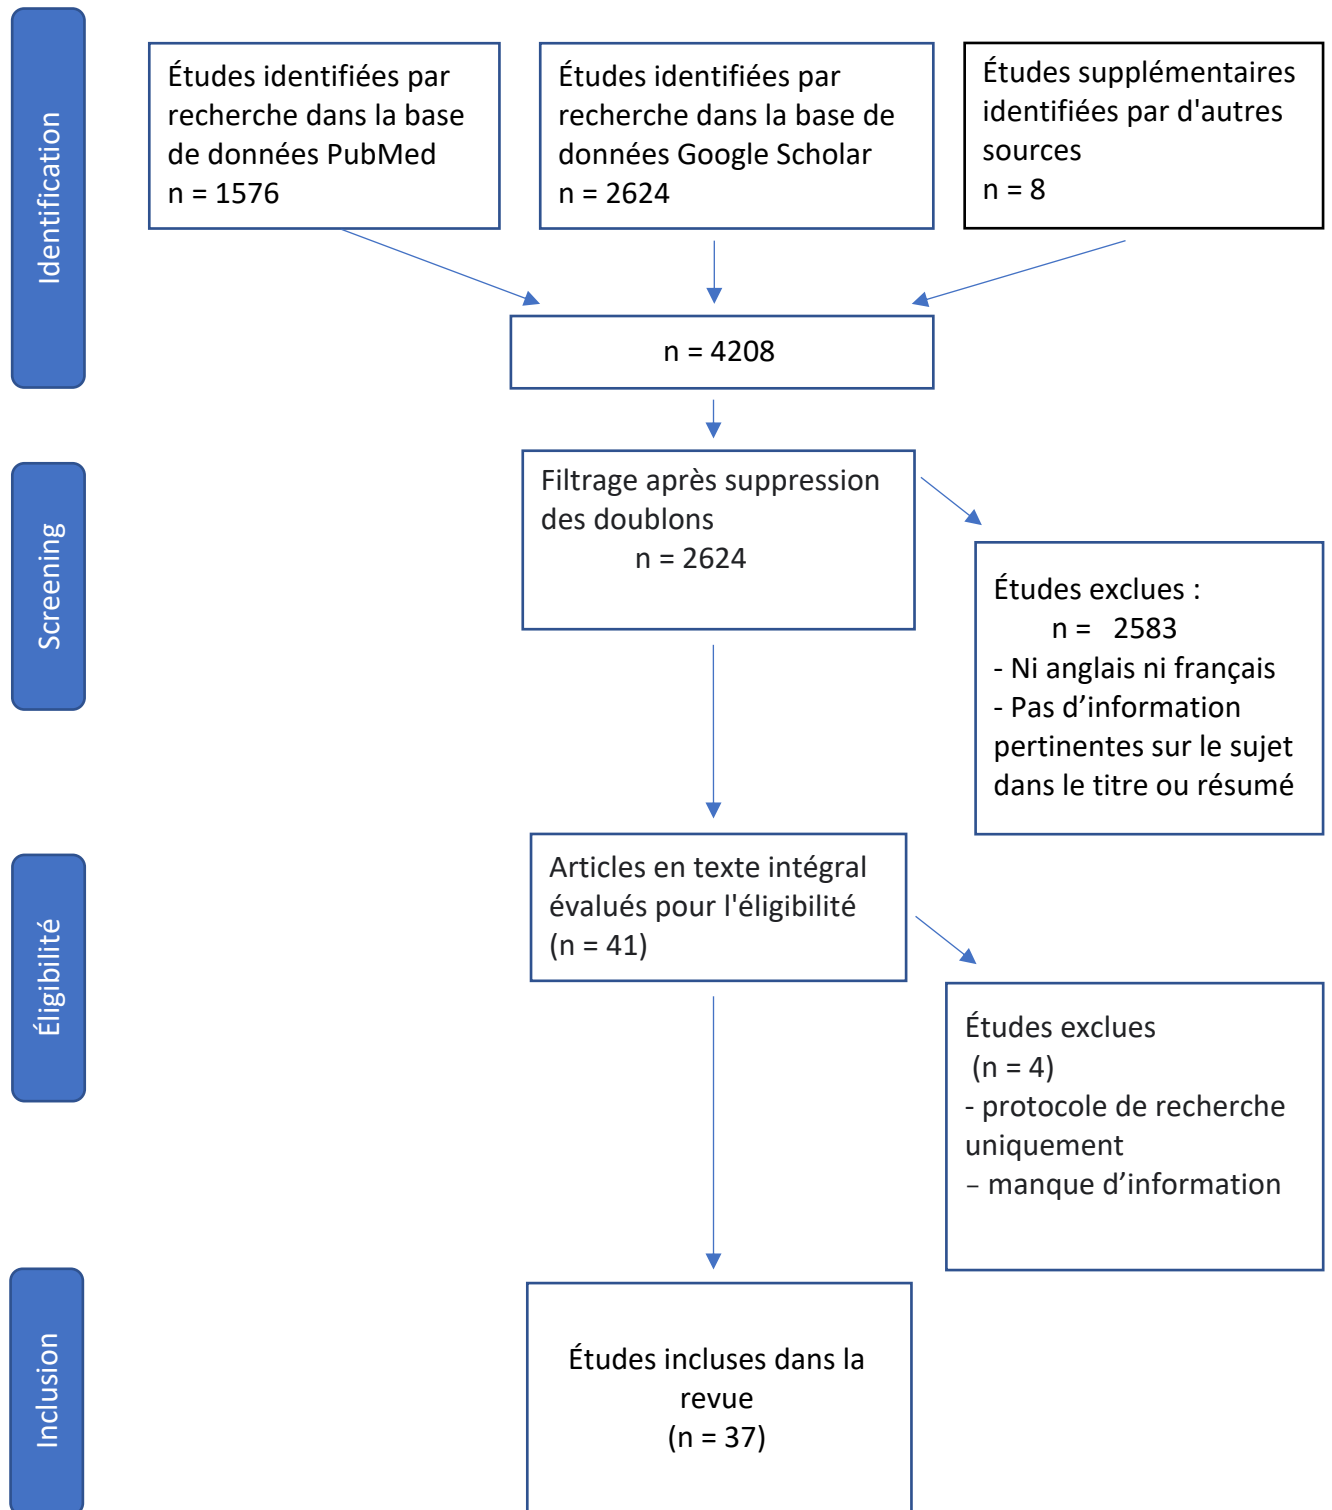 Identification
Études identifiées par
recherche dans la base
de données PubMed
n = 1576
Études identifiées par
recherche dans la base de
données Google Scholar
n = 2624
Études supplémentaires
identifiées par d'autres
sources
n = 8
n = 4208
Screening
Filtrage après suppression
des doublons
n = 2624
Études exclues :
n = 2583
- Ni anglais ni français
- Pas d’information
pertinentes sur le sujet
dans le titre ou résumé
Éligibilité
Articles en texte intégral
évalués pour l'éligibilité
(n = 41)
Études exclues
(n = 4)
- protocole de recherche
uniquement
– manque d’information
Inclusion
Études incluses dans la
revue
(n = 37)